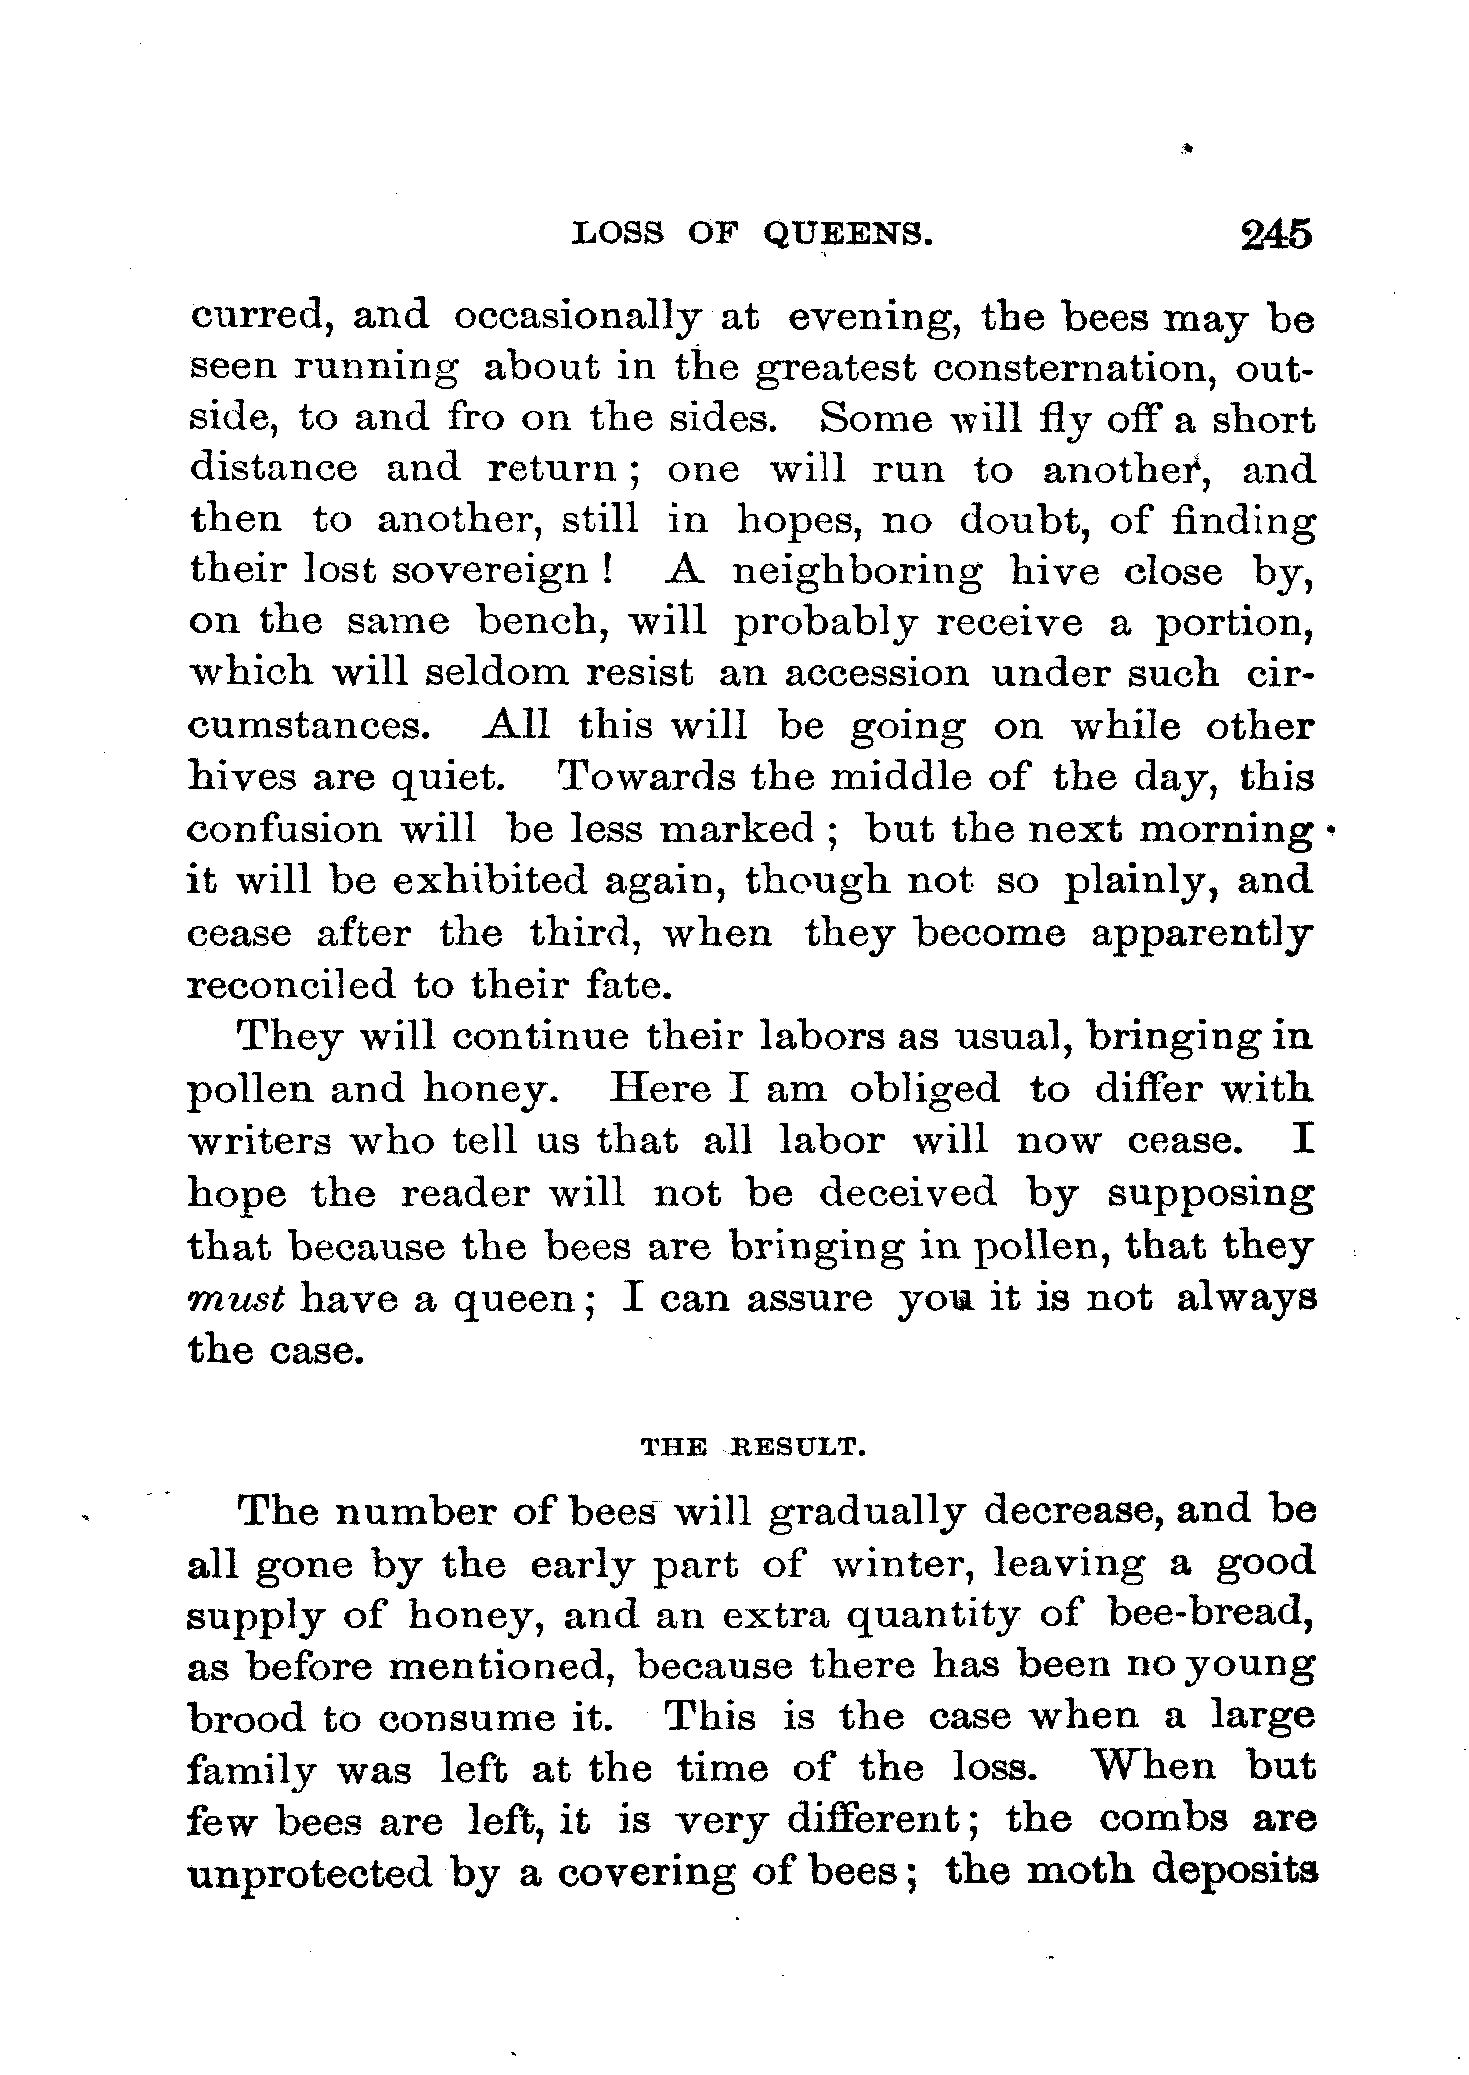 LOSS OF QUEENS. 245
curred, and occasionally at evening, the bees may be
seen running about in the greatest consternation, out-
side, to and fro on the sides. Some will fly off a short
distance and return ; one will run to another, and
then to another, still in hopes, no doubt, of finding
their lost sovereign ! A neighboring hive close by,
on the same bench, will probably receive a portion,
which will seldom resist an accession under such cir-
cumstances. All this will be going on while other
hives are quiet. Towards the middle of the day, this
confusion will be less marked ; but the next morning
it will be exhibited again, though not so plainly, and
cease after the third, when they become apparently
reconciled to their fate.
They will continue their labors as usual, bringing in
pollen and honey. Here I am obliged to differ with
writers who tell us that all labor will now cease. I
hope the reader will not be deceived by supposing
that because the bees are bringing in pollen, that they
must have a queen ; I can assure you it is not always
the case.
THE RESULT.
The number of bees will gradually decrease, and be
all gone by the early part of winter, leaving a good
supply of honey, and an extra quantity of bee-bread,
as before mentioned, because there has been no young
brood to consume it. This is the case when a large
family was left at the time of the loss. When but
few bees are left, it is very different ; the combs are
unprotected by a covering of bees ; the moth deposits